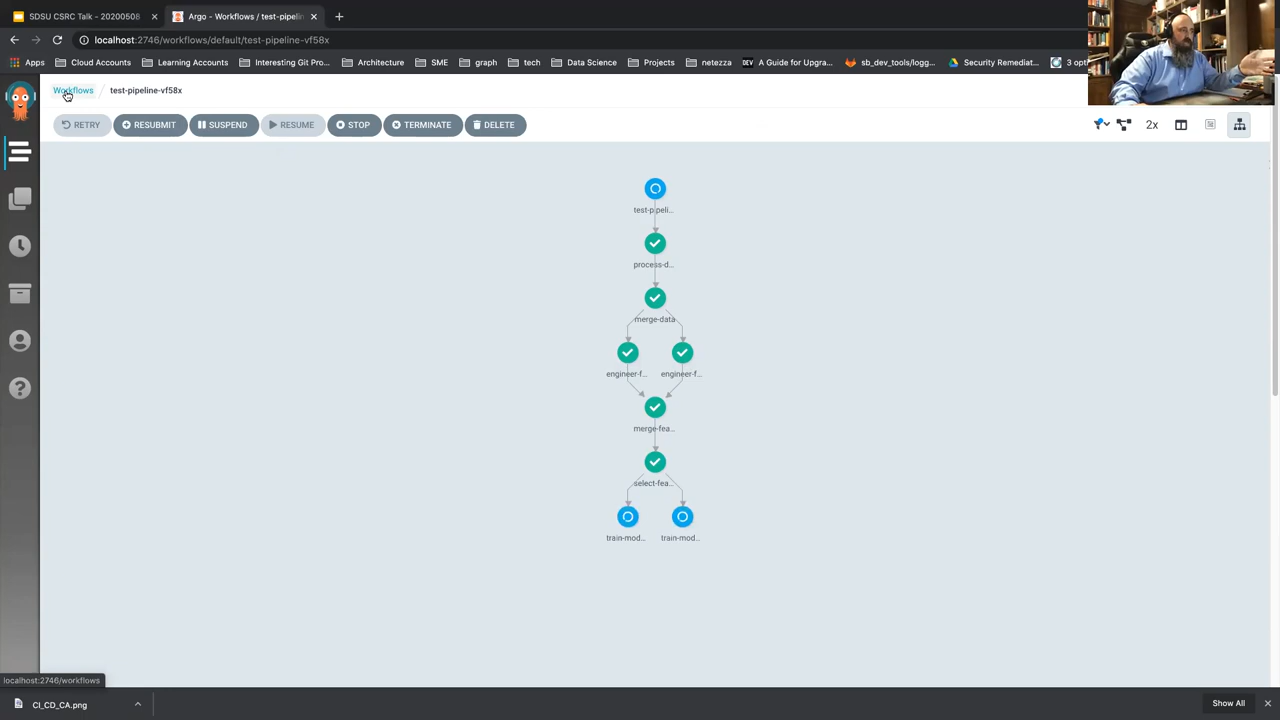 SDSU CSRC Talk - 20200508
Argo - Workflows / test-pipelin
localhost:2746/workflows/default/test-pipeline-vf58x
Apps
Cloud Accounts
Learning Accounts
Interesting Git Pro...
Architecture
SME
graph
tech
Data Science
Projects
netezza
DEV
A Guide for Upgra...
sb_dev_tools/logg...
Security Remediat...
3 opti
Workflows / test-pipeline-vf58x
RETRY
RESUBMIT
SUSPEND
RESUME
STOP
TERMINATE
DELETE
2x
test-pipeli...
process-d...
merge-data
engineer-f... engineer-f...
merge-fea...
select-fea...
train-mod... train-mod...
localhost:2746/workflows
CI_CD_CA.png
Show All